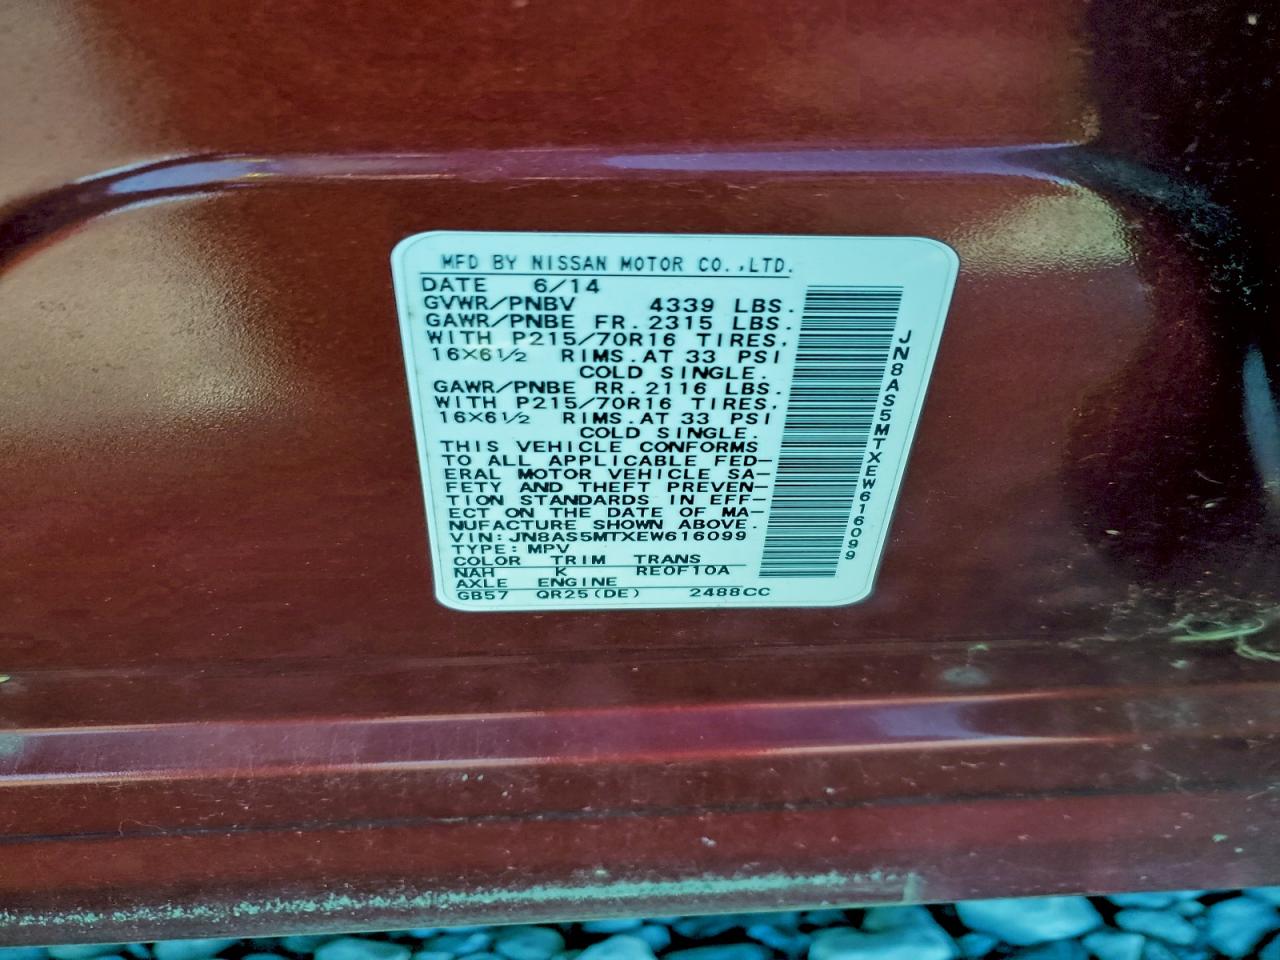 MFD BY NISSAN MOTOR CO.,LTD.
DATE 6/14
GVWR/PNBV 4339 LBS.
GAWR/PNBE FR. 2315 LBS.
WITH P215/70R16 TIRES.
16×6½ RIMS. AT 33 PSI
COLD SINGLE.
GAWR/PNBE RR. 2116 LBS.
WITH P215/70R16 TIRES.
16×6½ RIMS. AT 33 PSI
COLD SINGLE.
THIS VEHICLE CONFORMS
TO ALL APPLICABLE FED-
ERAL MOTOR VEHICLE SA-
FETY AND THEFT PREVEN-
TION STANDARDS IN EFF-
ECT ON THE DATE OF MA-
NUFACTURE SHOWN ABOVE.
VIN: JN8AS5MTXEW616099
TYPE: MPV
COLOR TRIM TRANS
NAH K RE0F10A
AXLE ENGINE
GB57 QR25(DE) 2488CC
JN8AS5MTXEW616099